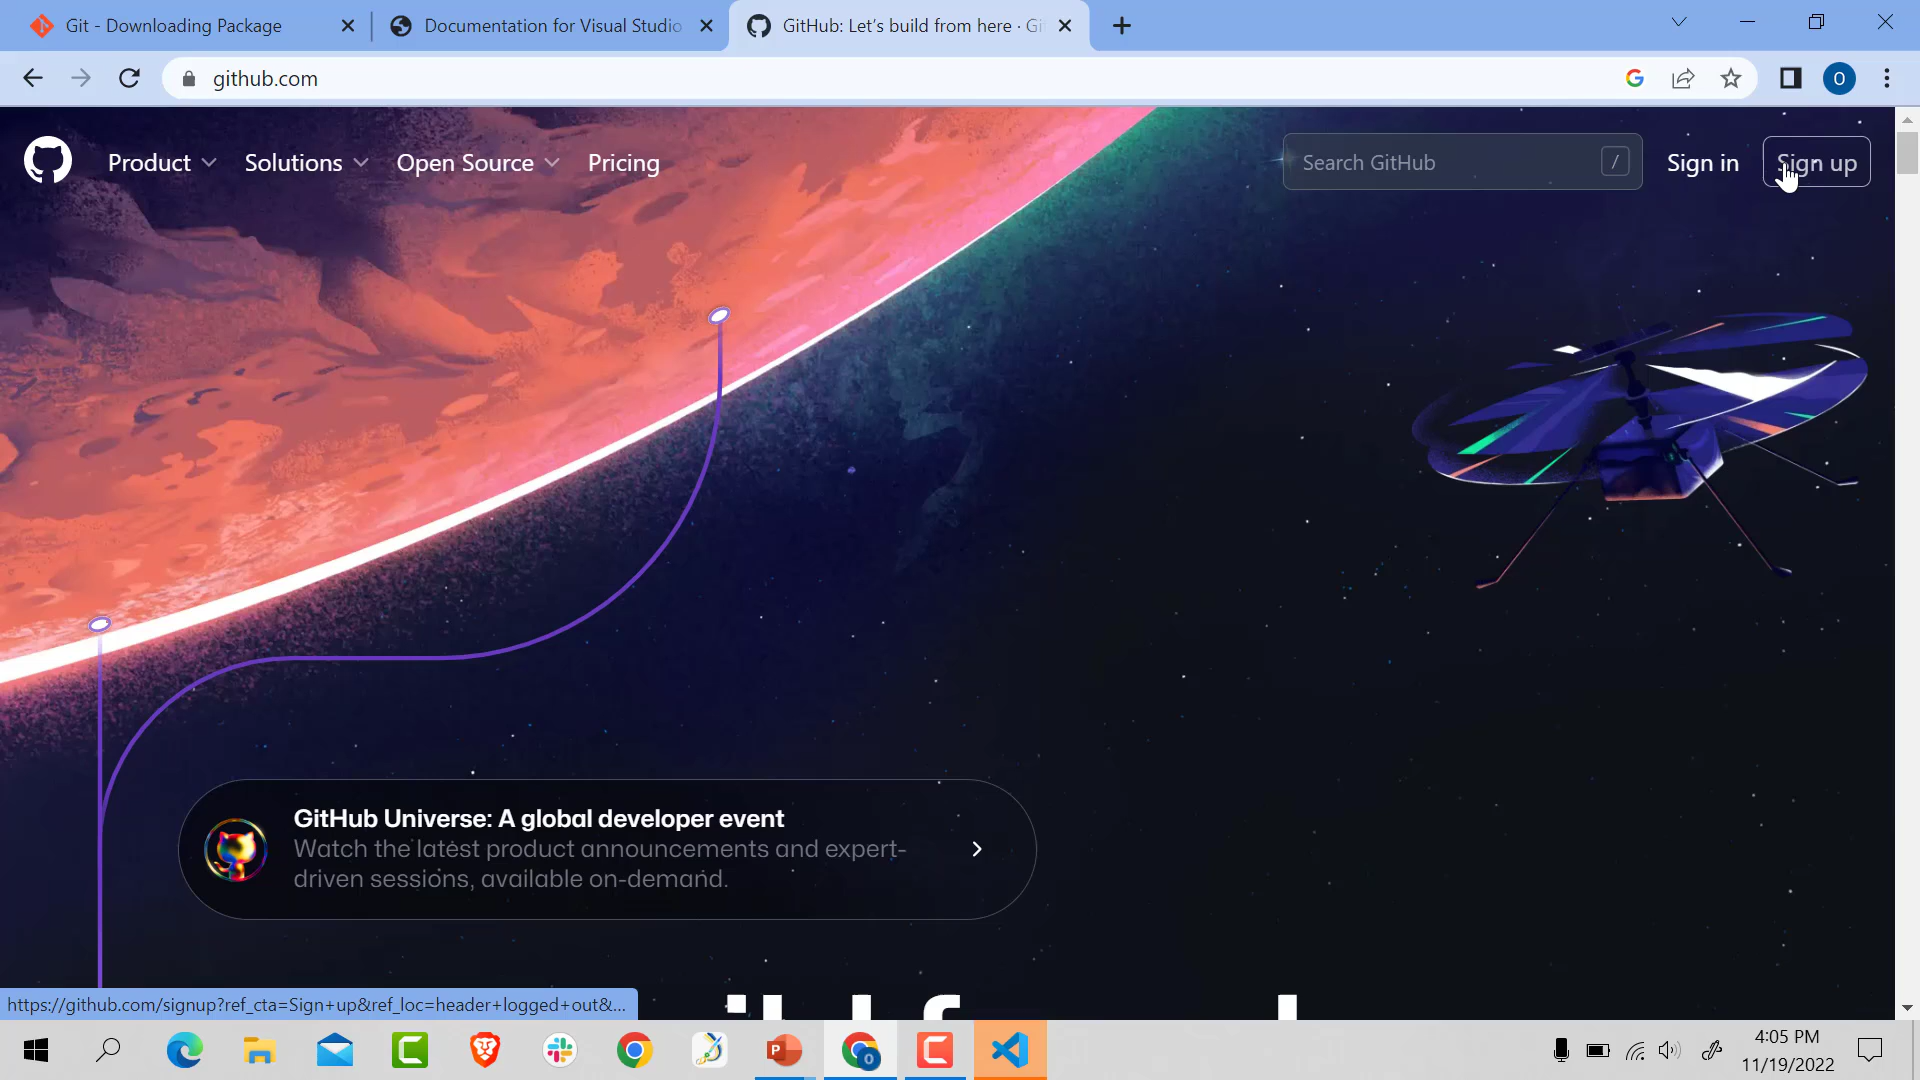 Git - Downloading Package
Documentation for Visual Studio
GitHub: Let's build from here · Gi
github.com
O
Product
Solutions
Open Source
Pricing
Search GitHub
/
Sign in
Sign up
GitHub Universe: A global developer event
Watch the latest product announcements and expert-
driven sessions, available on-demand.
https://github.com/signup?ref_cta=Sign+up&ref_loc=header+logged+out&...
4:05 PM
11/19/2022